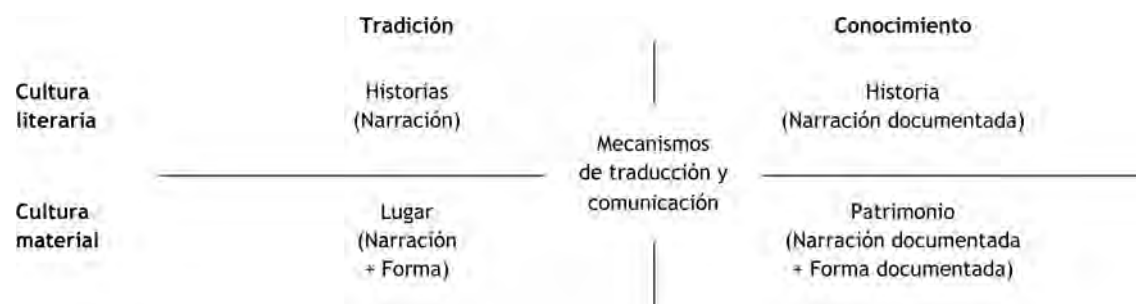 Tradición
Conocimiento
Cultura
literaria
Historias
(Narración)
Historia
(Narración documentada)
Mecanismos
de traducción y
comunicación
Cultura
material
Lugar
(Narración
+ Forma)
Patrimonio
(Narración documentada
+ Forma documentada)